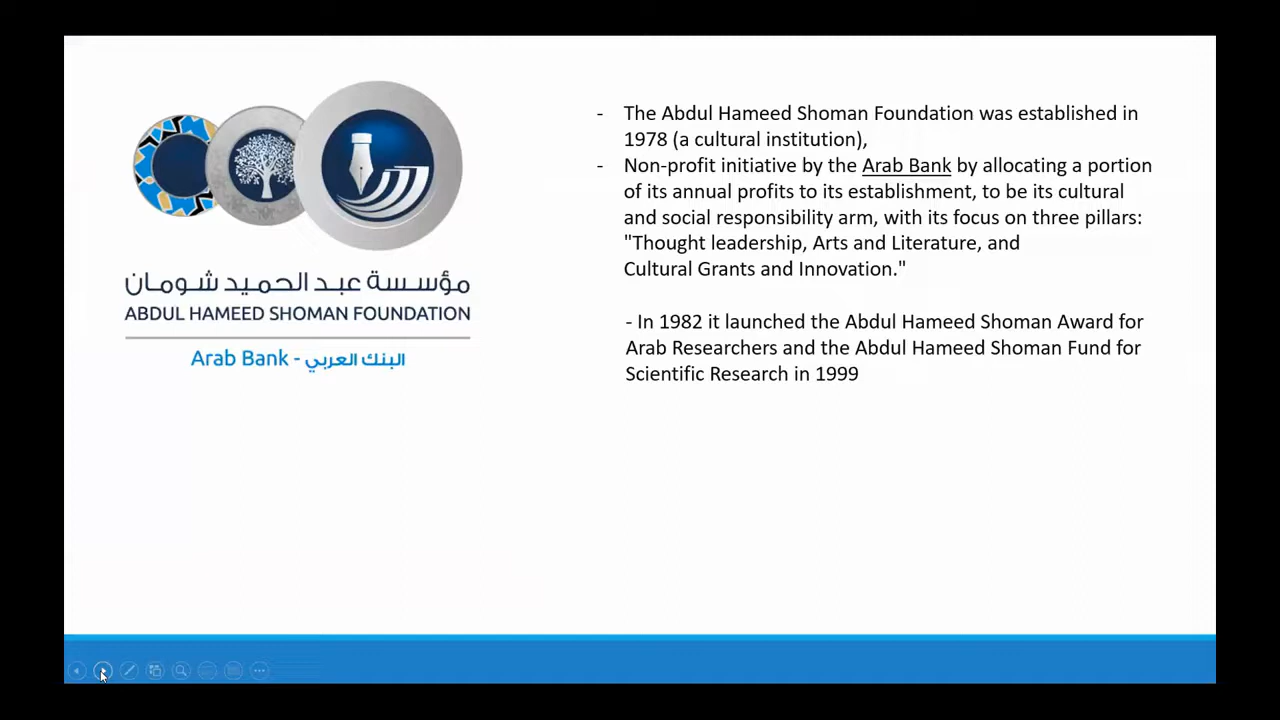 مؤسسة عبد الحميد شومان
ABDUL HAMEED SHOMAN FOUNDATION
Arab Bank - البنك العربي
- The Abdul Hameed Shoman Foundation was established in
1978 (a cultural institution),
- Non-profit initiative by the Arab Bank by allocating a portion
of its annual profits to its establishment, to be its cultural
and social responsibility arm, with its focus on three pillars:
"Thought leadership, Arts and Literature, and
Cultural Grants and Innovation."
- In 1982 it launched the Abdul Hameed Shoman Award for
Arab Researchers and the Abdul Hameed Shoman Fund for
Scientific Research in 1999